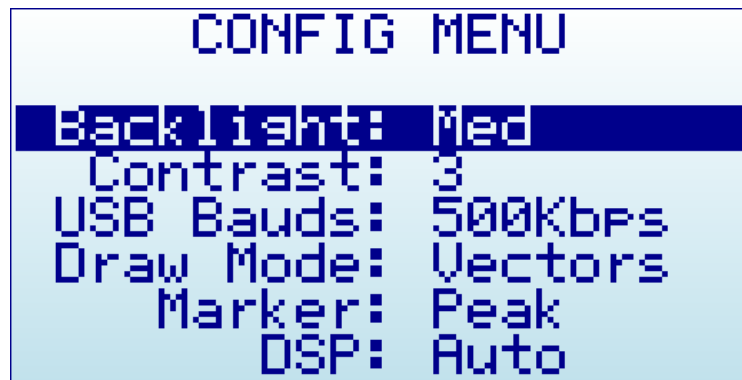 CONFIG MENU
Backlight: Med
Contrast: 3
USB Bauds: 500Kbps
Draw Mode: Vectors
Marker: Peak
DSP: Auto